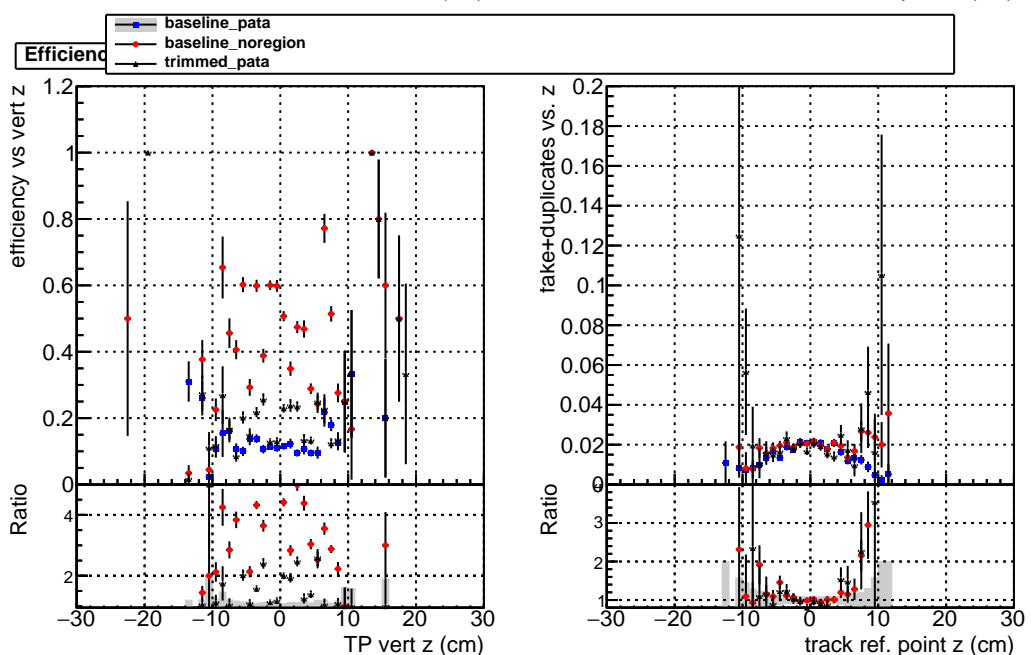 baseline_pata
baseline_noregion
trimmed_pata
Efficienc
efficiency vs vert z
1.2
1
0.8
0.6
0.4
0.2
0
Ratio
4
2
−30 −20 −10 0 10 20 30
TP vert z (cm)
fake+duplicates vs. z
0.2
0.18
0.16
0.14
0.12
0.1
0.08
0.06
0.04
0.02
0
Ratio
3
2
1
−30 −20 −10 0 10 20 30
track ref. point z (cm)